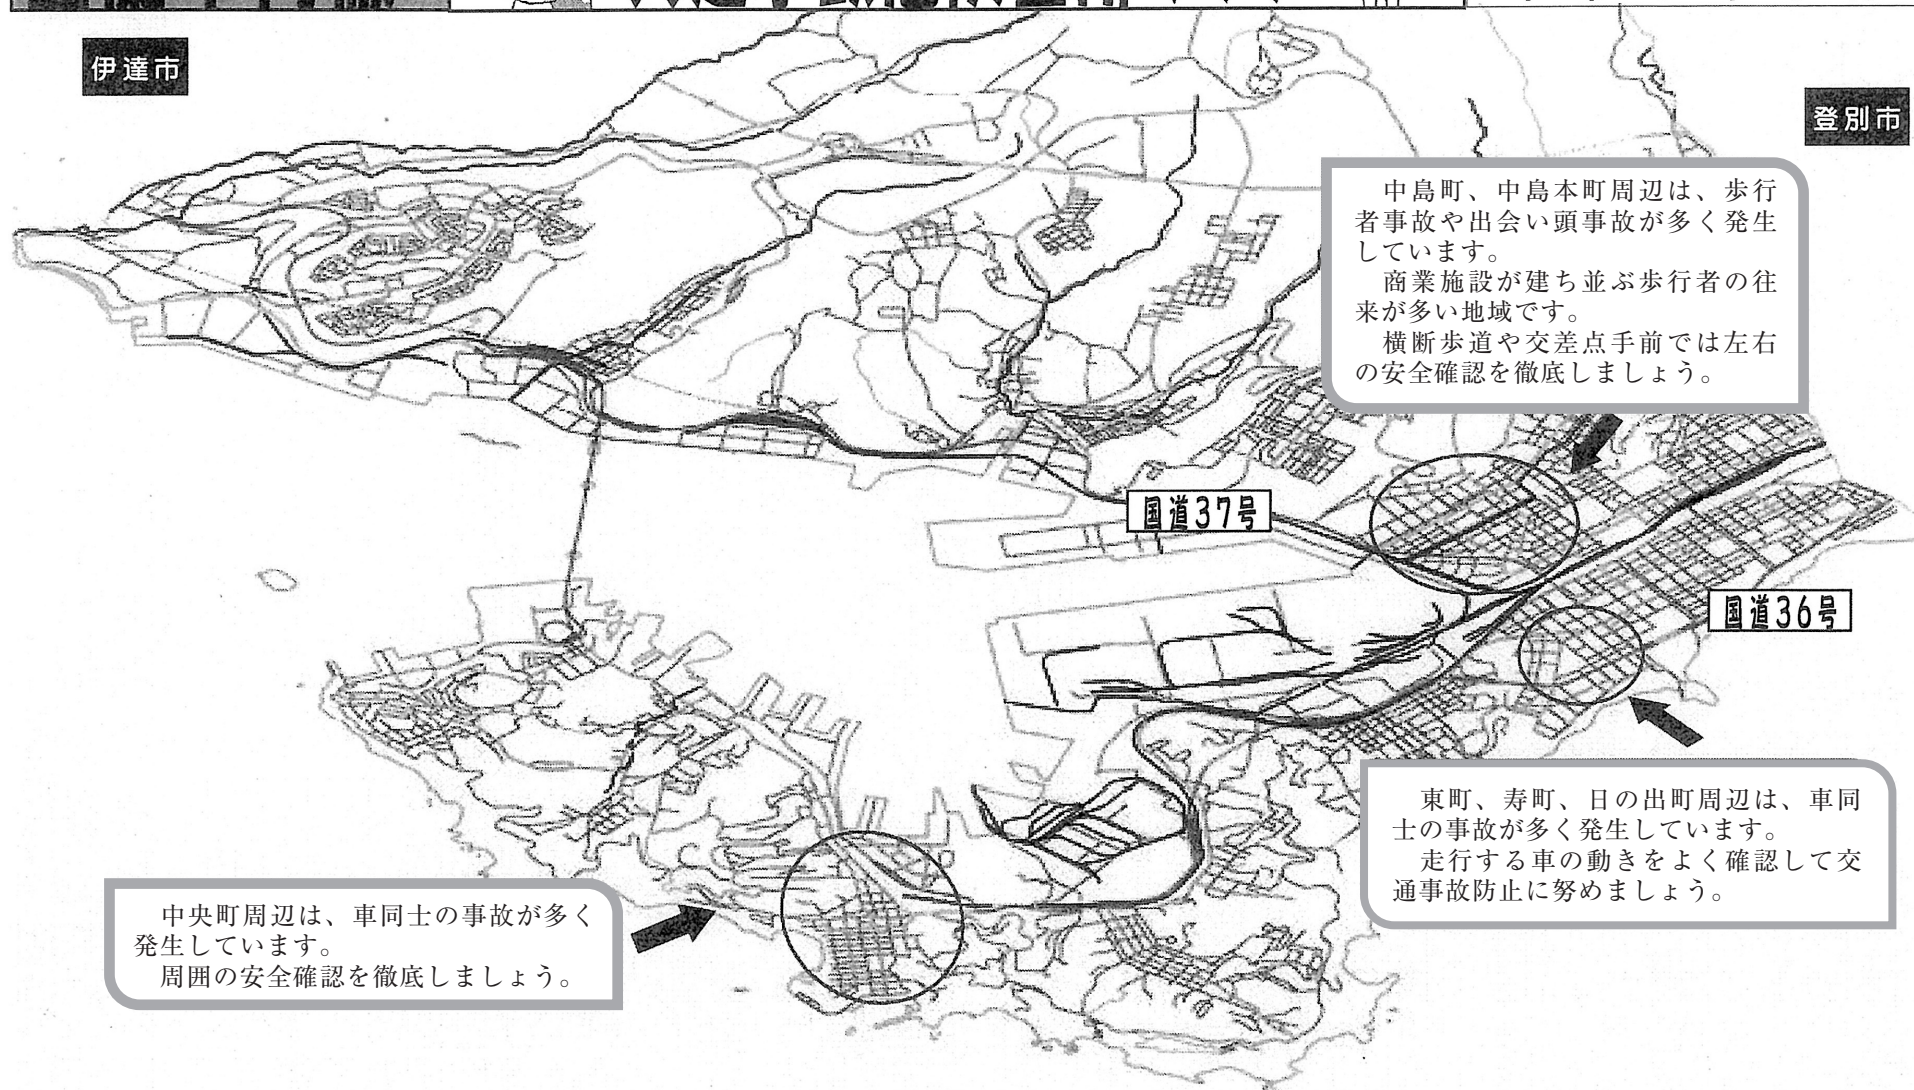 伊達市
登別市
　中島町、中島本町周辺は、歩行
者事故や出会い頭事故が多く発生
しています。
　商業施設が建ち並ぶ歩行者の往
来が多い地域です。
　横断歩道や交差点手前では左右
の安全確認を徹底しましょう。
国道37号
国道36号
　東町、寿町、日の出町周辺は、車同
士の事故が多く発生しています。
　走行する車の動きをよく確認して交
通事故防止に努めましょう。
　中央町周辺は、車同士の事故が多く
発生しています。
　周囲の安全確認を徹底しましょう。